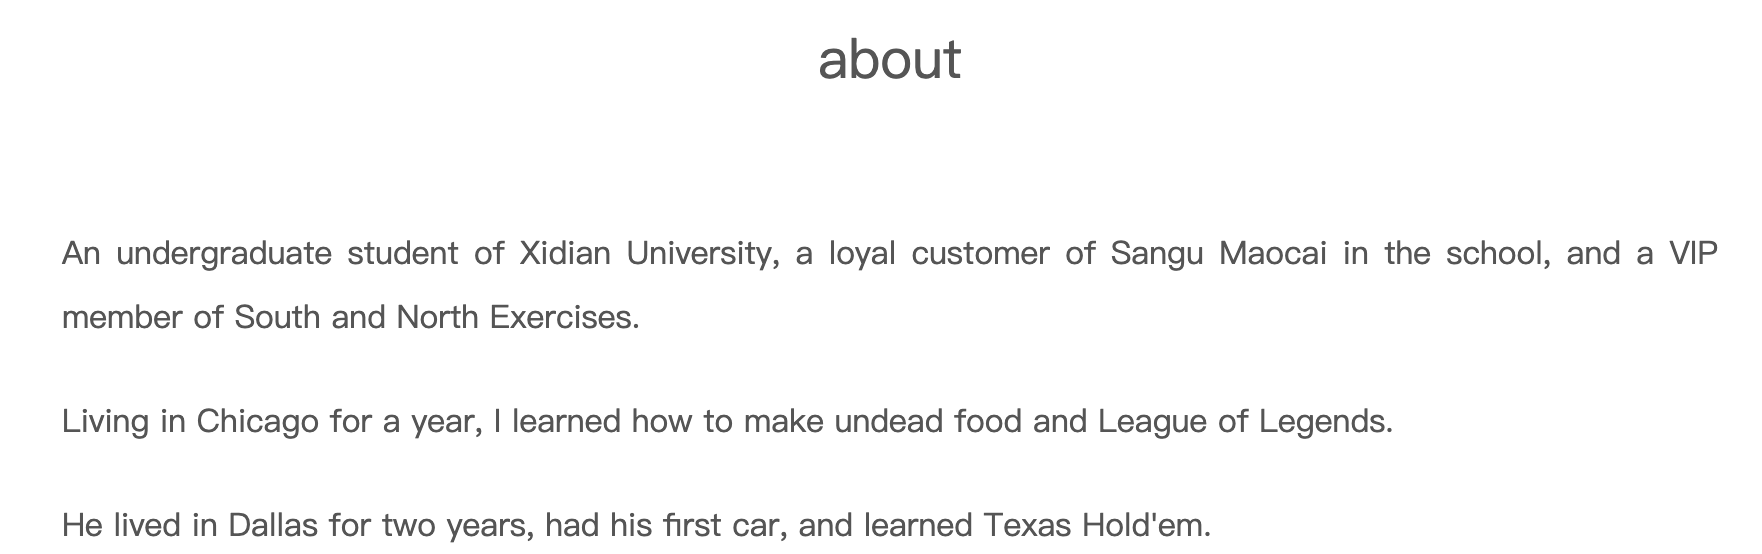 about
An undergraduate student of Xidian University, a loyal customer of Sangu Maocai in the school, and a VIP
member of South and North Exercises.
Living in Chicago for a year, I learned how to make undead food and League of Legends.
He lived in Dallas for two years, had his first car, and learned Texas Hold'em.